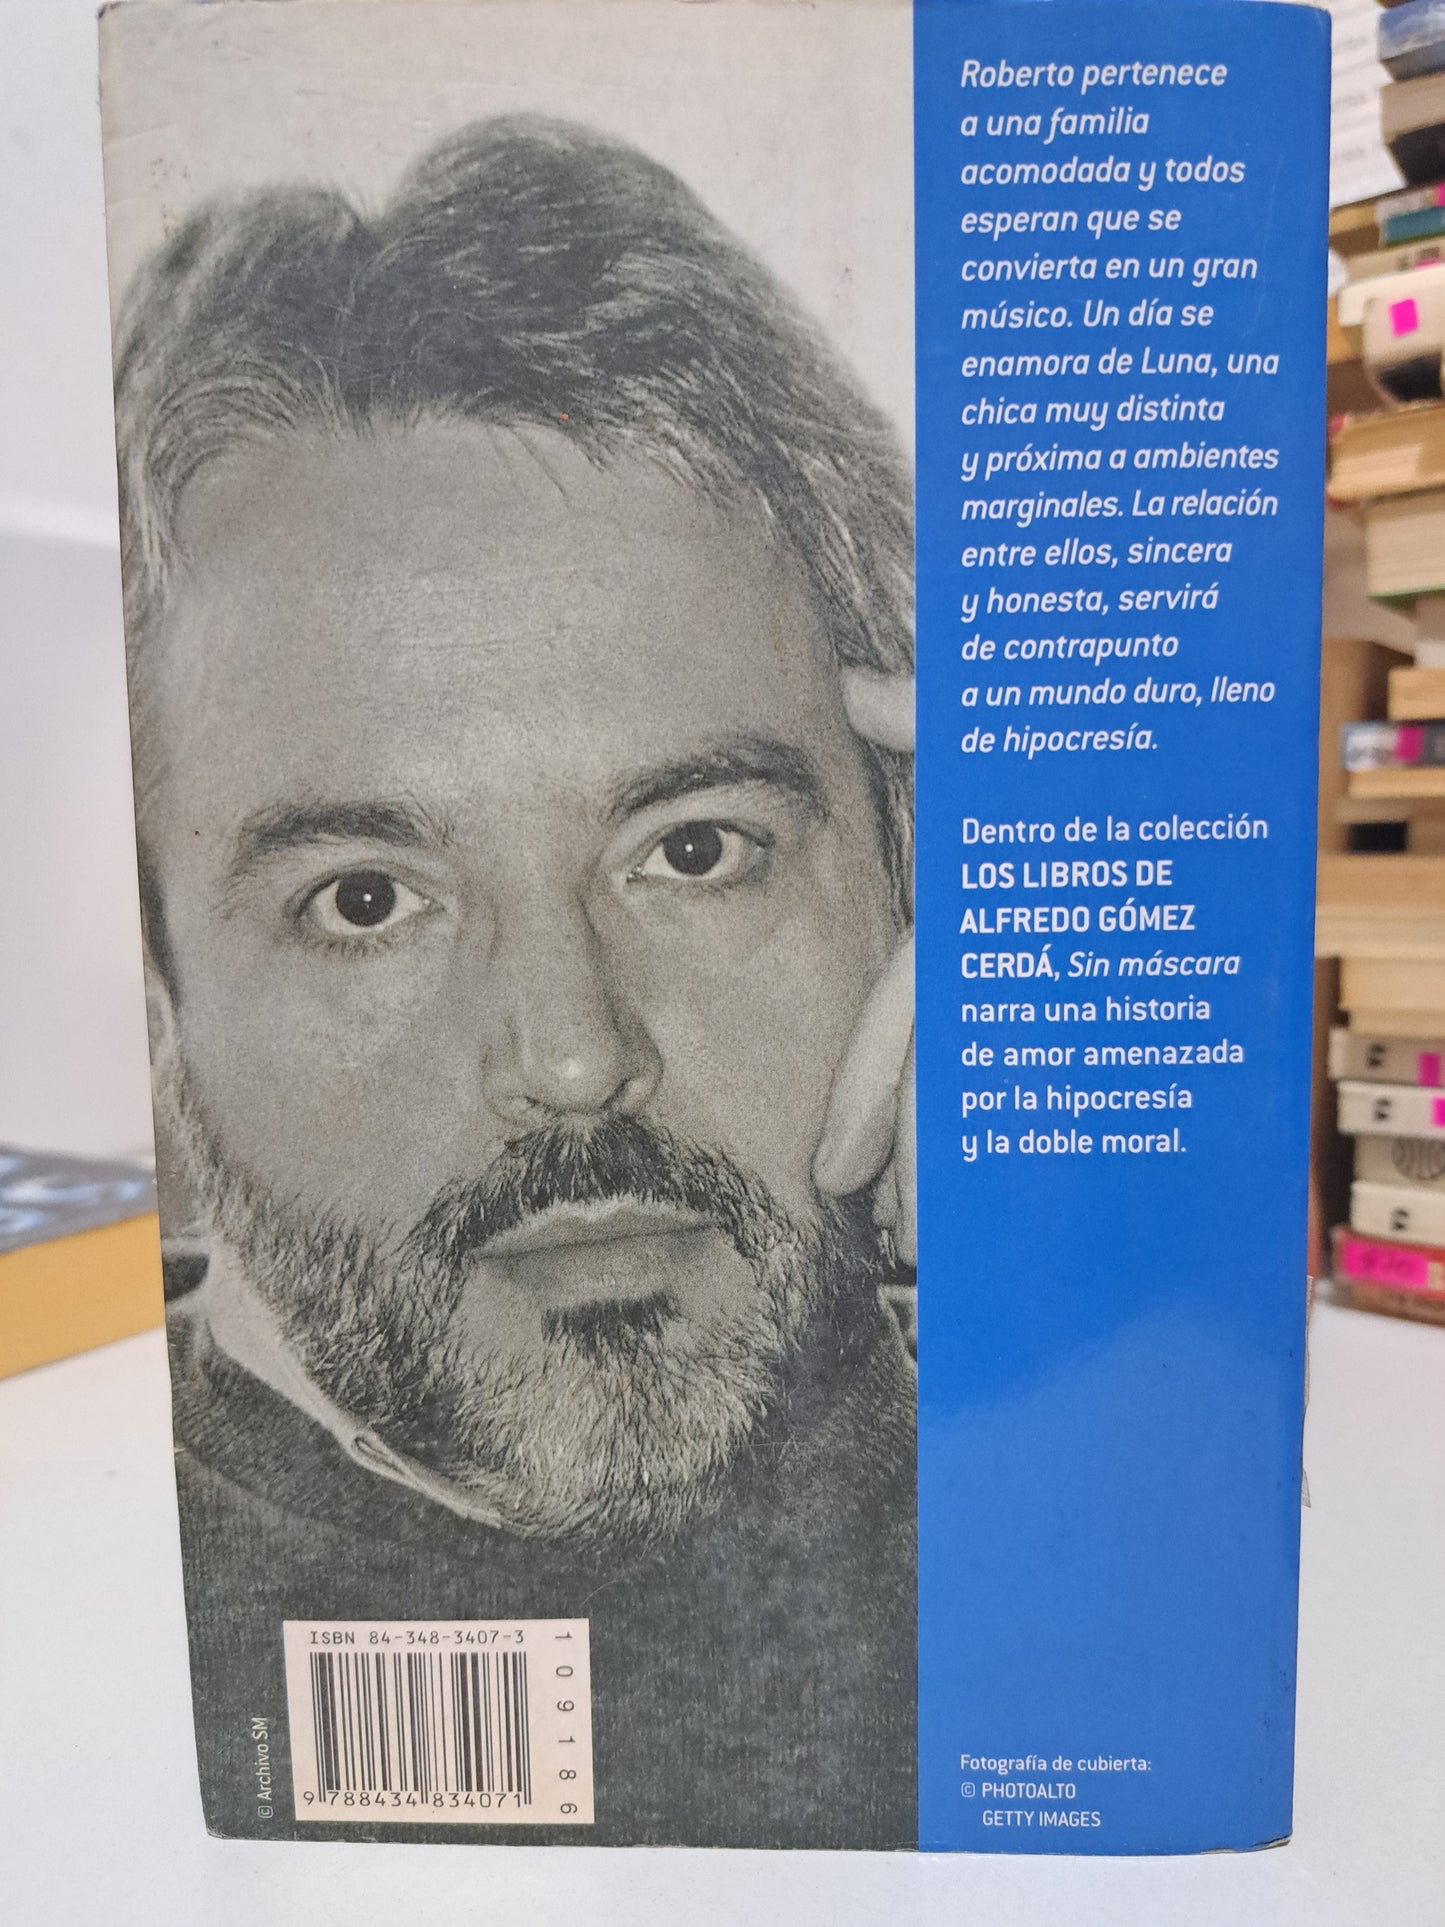 Roberto pertenece
a una familia
acomodada y todos
esperan que se
convierta en un gran
músico. Un día se
enamora de Luna, una
chica muy distinta
y próxima a ambientes
marginales. La relación
entre ellos, sincera
y honesta, servirá
de contrapunto
a un mundo duro, lleno
de hipocresía.
Dentro de la colección
LOS LIBROS DE
ALFREDO GÓMEZ
CERDÁ, Sin máscara
narra una historia
de amor amenazada
por la hipocresía
y la doble moral.
Fotografía de cubierta:
© PHOTOALTO
GETTY IMAGES
© Archivo SM
ISBN 84-348-3407-3
9 788434 834071
109186